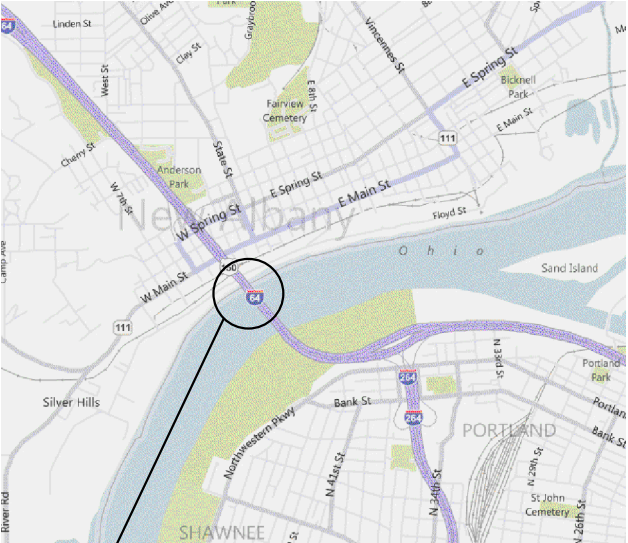 Linden St
Olive Ave
Park
64
Clay St
West St
Vincennes St
E Spring St
Bicknell
Park
E 8th St
Fairview
Cemetery
E Main St
111
Cherry St
State St
Anderson
Park
W 7th St
E Spring St
E Main St
New Albany
W Spring St
Floyd St
Ohio
Camp Ave
150
Sand Island
W Main St
64
111
N 33rd St
Portland
Park
264
Silver Hills
Bank St
264
Portland
Northwestern Pkwy
PORTLAND
Bank St
N 41st St
N 34th St
N 29th St
St John
Cemetery
N 26th St
River Rd
SHAWNEE